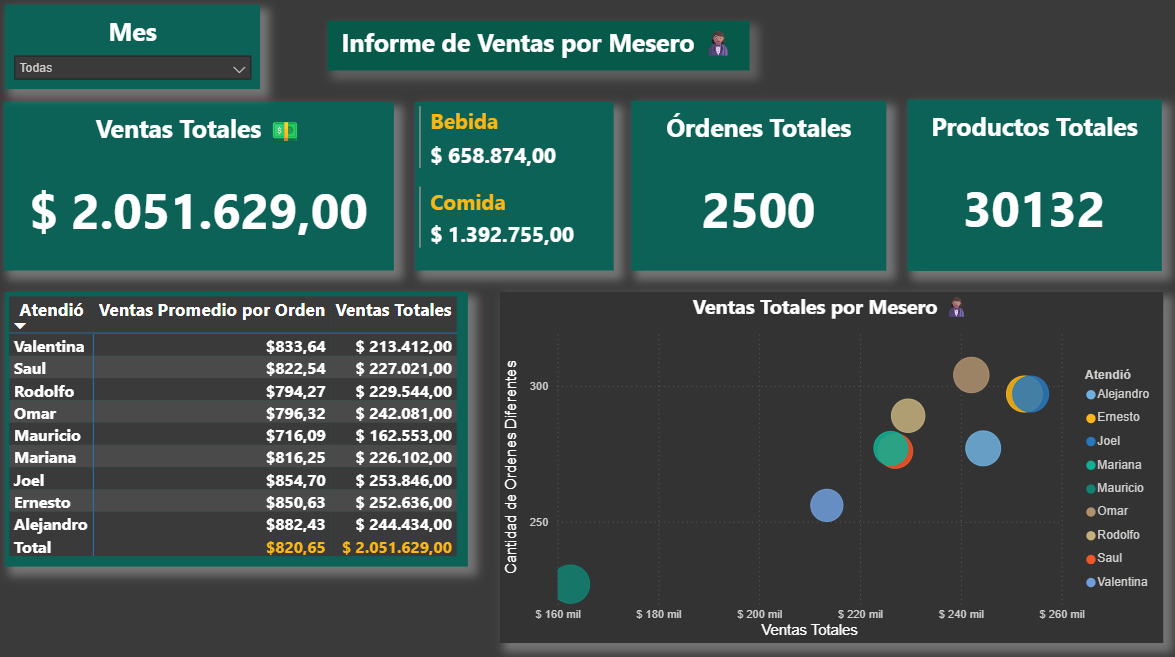 Mes
Todas
Informe de Ventas por Mesero
Ventas Totales
$ 2.051.629,00
Bebida
$ 658.874,00
Comida
$ 1.392.755,00
Órdenes Totales
2500
Productos Totales
30132
Atendió Ventas Promedio por Orden Ventas Totales
Valentina $833,64 $ 213.412,00
Saul $822,54 $ 227.021,00
Rodolfo $794,27 $ 229.544,00
Omar $796,32 $ 242.081,00
Mauricio $716,09 $ 162.553,00
Mariana $816,25 $ 226.102,00
Joel $854,70 $ 253.846,00
Ernesto $850,63 $ 252.636,00
Alejandro $882,43 $ 244.434,00
Total $820,65 $ 2.051.629,00
Ventas Totales por Mesero
Cantidad de Ordenes Diferentes
300
250
$ 160 mil $ 180 mil $ 200 mil $ 220 mil $ 240 mil $ 260 mil
Ventas Totales
Atendió
Alejandro
Ernesto
Joel
Mariana
Mauricio
Omar
Rodolfo
Saul
Valentina